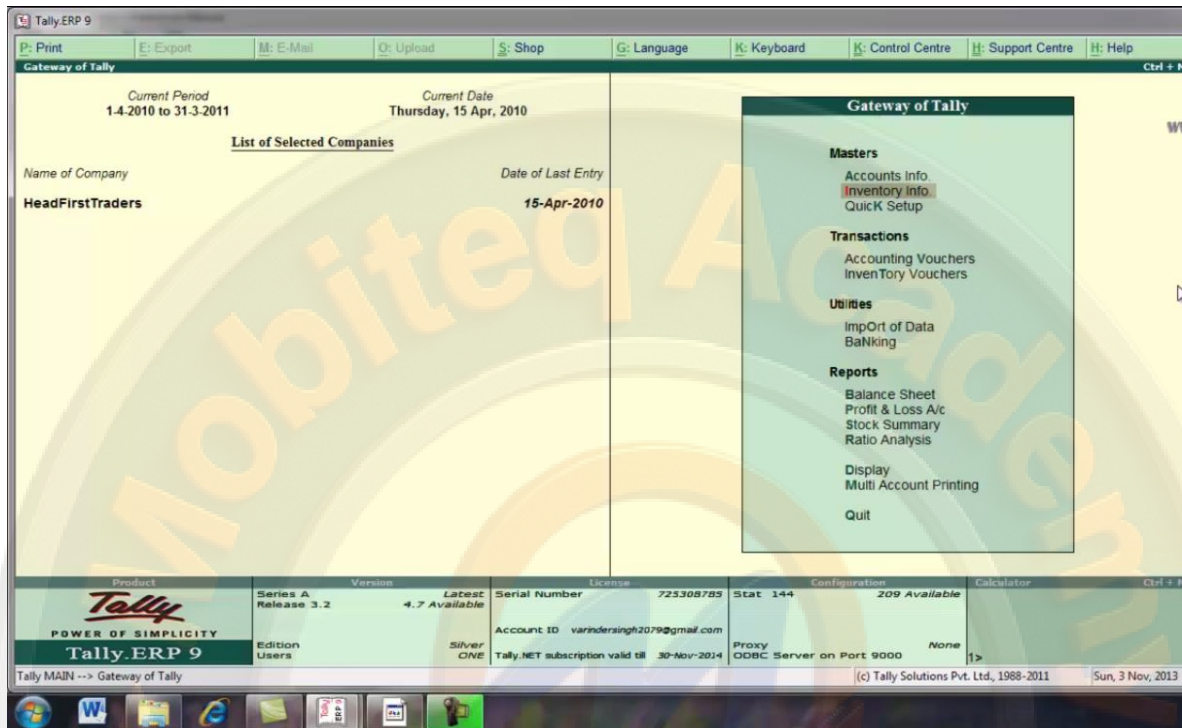 Tally.ERP 9
P: Print E: Export M: E-Mail O: Upload S: Shop G: Language K: Keyboard K: Control Centre H: Support Centre H: Help
Gateway of Tally Ctrl + N
Current Period Current Date
1-4-2010 to 31-3-2011 Thursday, 15 Apr, 2010
List of Selected Companies
Name of Company Date of Last Entry
HeadFirstTraders 15-Apr-2010
Gateway of Tally
Masters
Accounts Info.
Inventory Info.
QuicK Setup
Transactions
Accounting Vouchers
InvenTory Vouchers
Utilities
ImpOrt of Data
BaNking
Reports
Balance Sheet
Profit & Loss A/c
Stock Summary
Ratio Analysis
Display
Multi Account Printing
Quit
Mobiteq Academ
Product Version License Configuration Calculator Ctrl + N
Tally
POWER OF SIMPLICITY
Tally.ERP 9
Series A Latest
Release 3.2 4.7 Available
Edition Silver
Users ONE
Serial Number 725308785
Account ID varindersingh2079@gmail.com
Tally.NET subscription valid till 30-Nov-2014
Stat 144 209 Available
Proxy None
ODBC Server on Port 9000
1>
Tally MAIN --> Gateway of Tally (c) Tally Solutions Pvt. Ltd., 1988-2011 Sun, 3 Nov, 2013